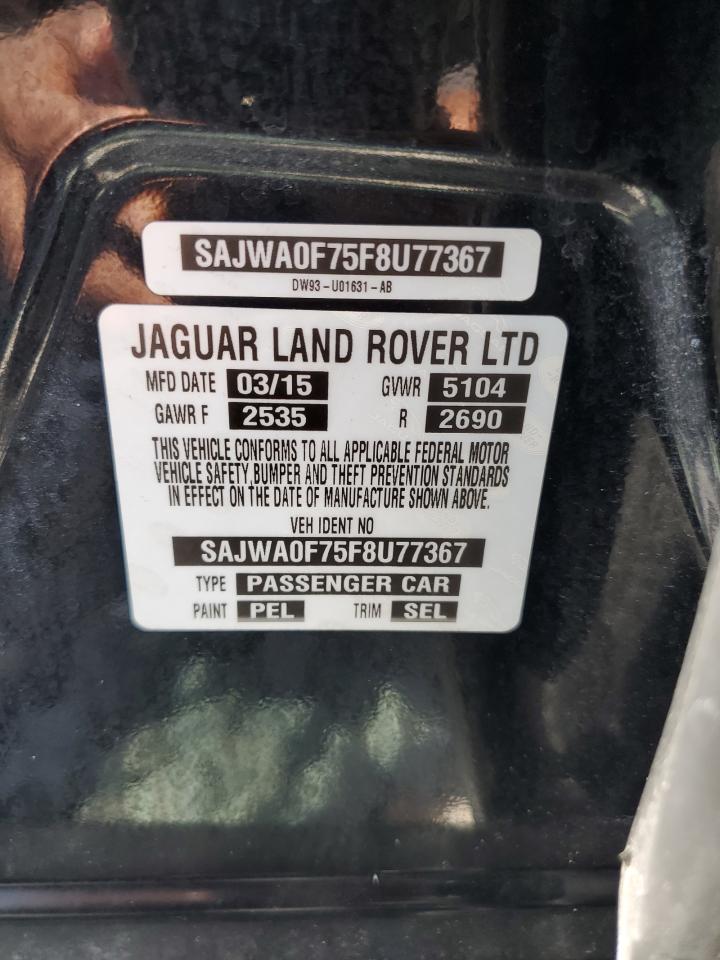 SAJWA0F75F8U77367
DW93-U01631-AB
JAGUAR LAND ROVER LTD
MFD DATE 03/15 GVWR 5104
GAWR F 2535 R 2690
THIS VEHICLE CONFORMS TO ALL APPLICABLE FEDERAL MOTOR
VEHICLE SAFETY, BUMPER AND THEFT PREVENTION STANDARDS
IN EFFECT ON THE DATE OF MANUFACTURE SHOWN ABOVE.
VEH IDENT NO
SAJWA0F75F8U77367
TYPE PASSENGER CAR
PAINT PEL TRIM SEL